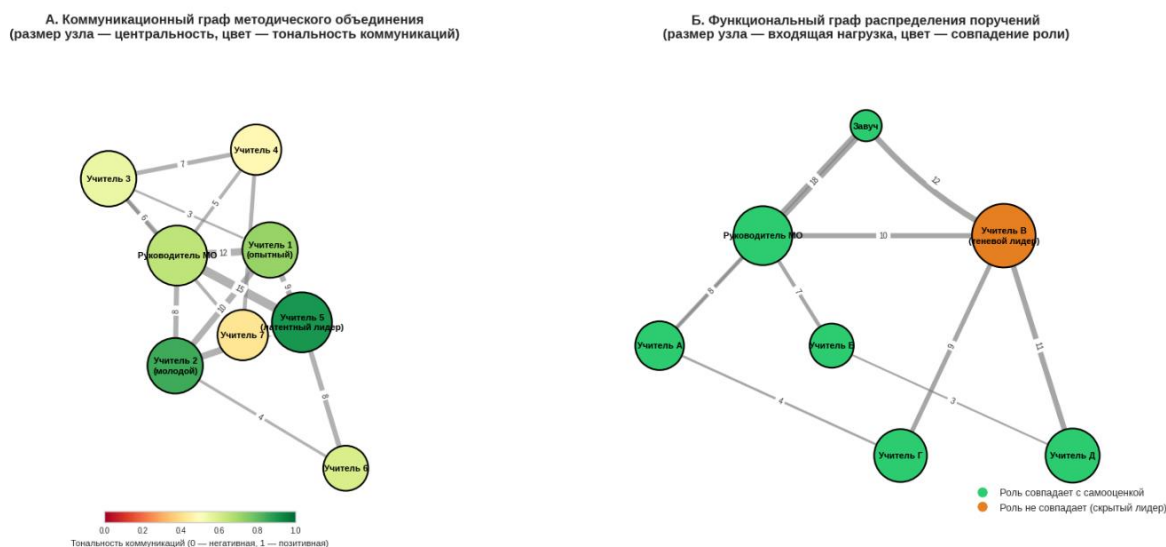 А. Коммуникационный граф методического объединения
(размер узла — центральность, цвет — тональность коммуникаций)
Учитель 4
7
Учитель 3
5
3
6
Учитель 1
(опытный)
Руководитель МО
12
9
15
Учитель 5
(латентный лидер)
10
8
Учитель 7
Учитель 2
(молодой)
8
4
Учитель 6
0.0 0.2 0.4 0.6 0.8 1.0
Тональность коммуникаций (0 — негативная, 1 — позитивная)
Б. Функциональный граф распределения поручений
(размер узла — входящая нагрузка, цвет — совпадение роли)
Завуч
18
12
Руководитель МО
10
Учитель В
(теневой лидер)
7
Учитель А
Учитель Б
9
11
4
3
Учитель Г
Учитель Д
Роль совпадает с самооценкой
Роль не совпадает (скрытый лидер)